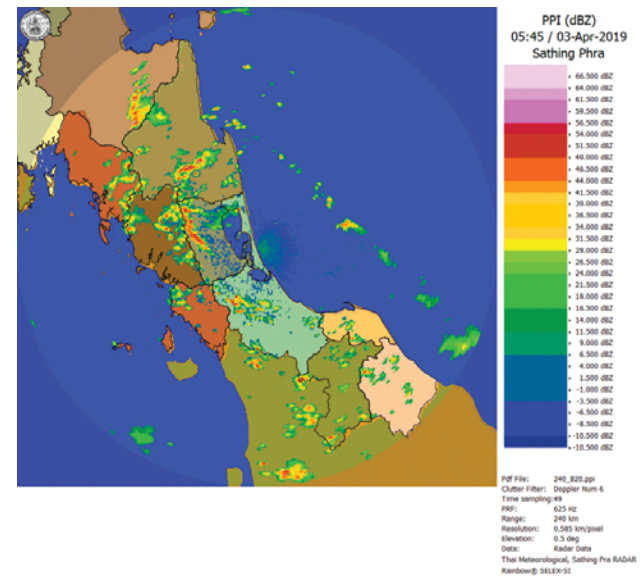 PPI (dBZ)
05:45 / 03-Apr-2019
Sathing Phra
66.500 dBZ
64.000 dBZ
61.500 dBZ
59.500 dBZ
56.500 dBZ
54.000 dBZ
51.500 dBZ
49.000 dBZ
46.500 dBZ
44.000 dBZ
41.500 dBZ
39.000 dBZ
36.500 dBZ
34.000 dBZ
31.500 dBZ
29.000 dBZ
26.500 dBZ
24.000 dBZ
21.500 dBZ
19.000 dBZ
16.500 dBZ
14.000 dBZ
11.500 dBZ
9.000 dBZ
6.500 dBZ
4.000 dBZ
1.500 dBZ
-1.000 dBZ
-3.500 dBZ
-6.500 dBZ
-8.500 dBZ
-10.500 dBZ
-10.500 dBZ
Pdf File: 240_820.ppi
Clutter Filter: Doppler Num 6
Time sampling:49
PRF: 625 Hz
Range: 240 km
Resolution: 0.585 km/pixel
Elevation: 0.5 deg
Data: Radar Data
Thai Meteorological, Sathing Pra RADAR
Rainbow® SELEX-SI